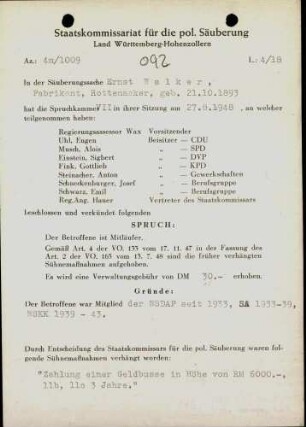 Staatskommissariat für die pol. Säuberung
Land Württemberg-Hohenzollern
Az.: 4n/1009 092 L: 4/18
In der Säuberungssache Ernst Welker,
Fabrikant, Rottenacker, geb. 21.10.1893
hat die Spruchkammer VII in ihrer Sitzung am 27.8.1948, an welcher
teilgenommen haben:
Regierungsassessor Wax Vorsitzender
Uhl, Eugen Beisitzer — CDU
Musch, Alois „ — SPD
Einstein, Sigbert „ — DVP
Fink, Gottlieb „ — KPD
Steinacher, Anton „ — Gewerkschaften
Schneckenburger, Josef „ — Berufsgruppe
Schwarz, Emil „ — Berufsgruppe
Reg.Ang. Hauer Vertreter des Staatskommissars
beschlossen und verkündet folgenden
SPRUCH:
Der Betroffene ist Mitläufer.
Gemäß Art. 4 der VO. 133 vom 17. 11. 47 in der Fassung des
Art. 2 der VO. 165 vom 13. 7. 48 sind die früher verhängten
Sühnemaßnahmen aufgehoben.
Es wird eine Verwaltungsgebühr von DM 30.- erhoben.
Gründe:
Der Betroffene war Mitglied der NSDAP seit 1933, SA 1933-39,
NSKK 1939 - 43.
Durch Entscheidung des Staatskommissars für die pol. Säuberung waren fol-
gende Sühnemaßnahmen verhängt worden:
"Zahlung einer Geldbusse in Höhe von RM 6000.-,
11b, 11c 3 Jahre."